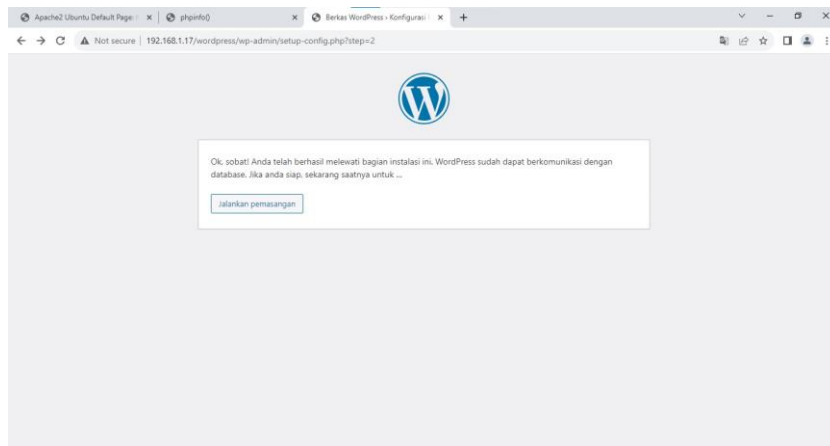 Apache2 Ubuntu Default Page:
phpinfo()
Berkas WordPress › Konfigurasi
Not secure
192.168.1.17/wordpress/wp-admin/setup-config.php?step=2
Ok, sobat! Anda telah berhasil melewati bagian instalasi ini. WordPress sudah dapat berkomunikasi dengan
database. Jika anda siap, sekarang saatnya untuk ...
Jalankan pemasangan